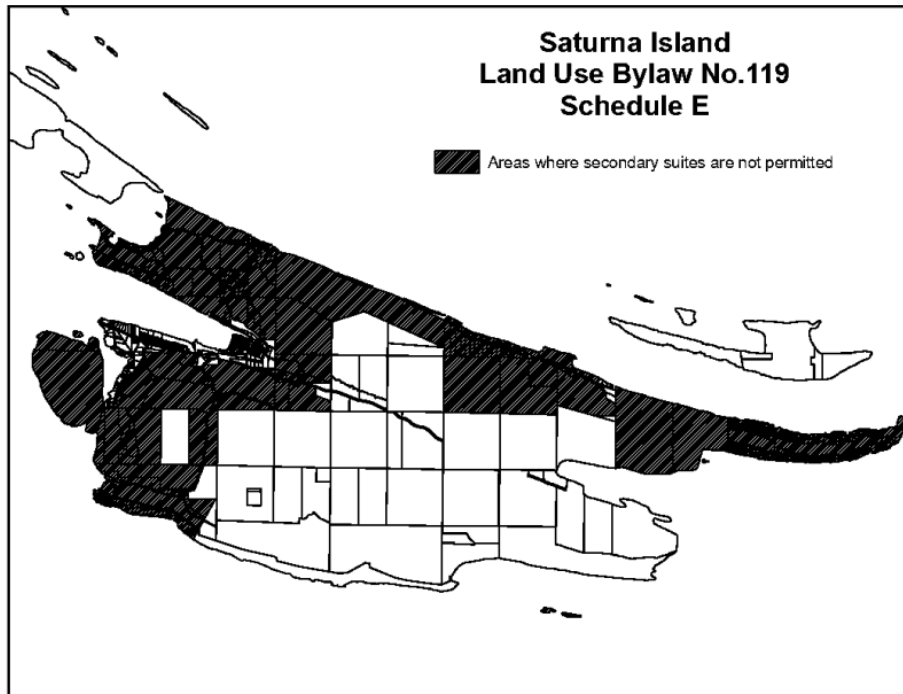 Saturna Island
Land Use Bylaw No.119
Schedule E
Areas where secondary suites are not permitted